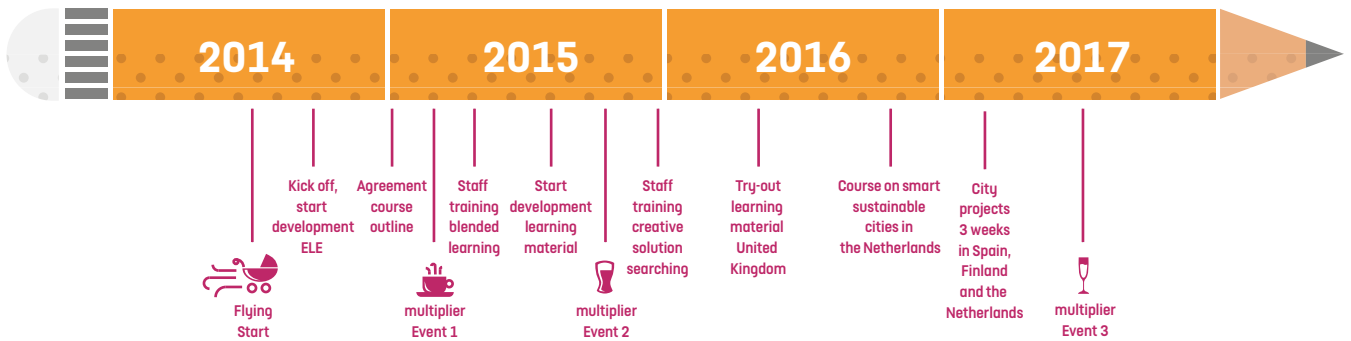 2014
2015
2016
2017
Flying
Start
Kick off,
start
development
ELE
Agreement
course
outline
multiplier
Event 1
Staff
training
blended
learning
Start
development
learning
material
multiplier
Event 2
Staff
training
creative
solution
searching
Try-out
learning
material
United
Kingdom
Course on smart
sustainable
cities in
the Netherlands
City
projects
3 weeks
in Spain,
Finland
and the
Netherlands
multiplier
Event 3